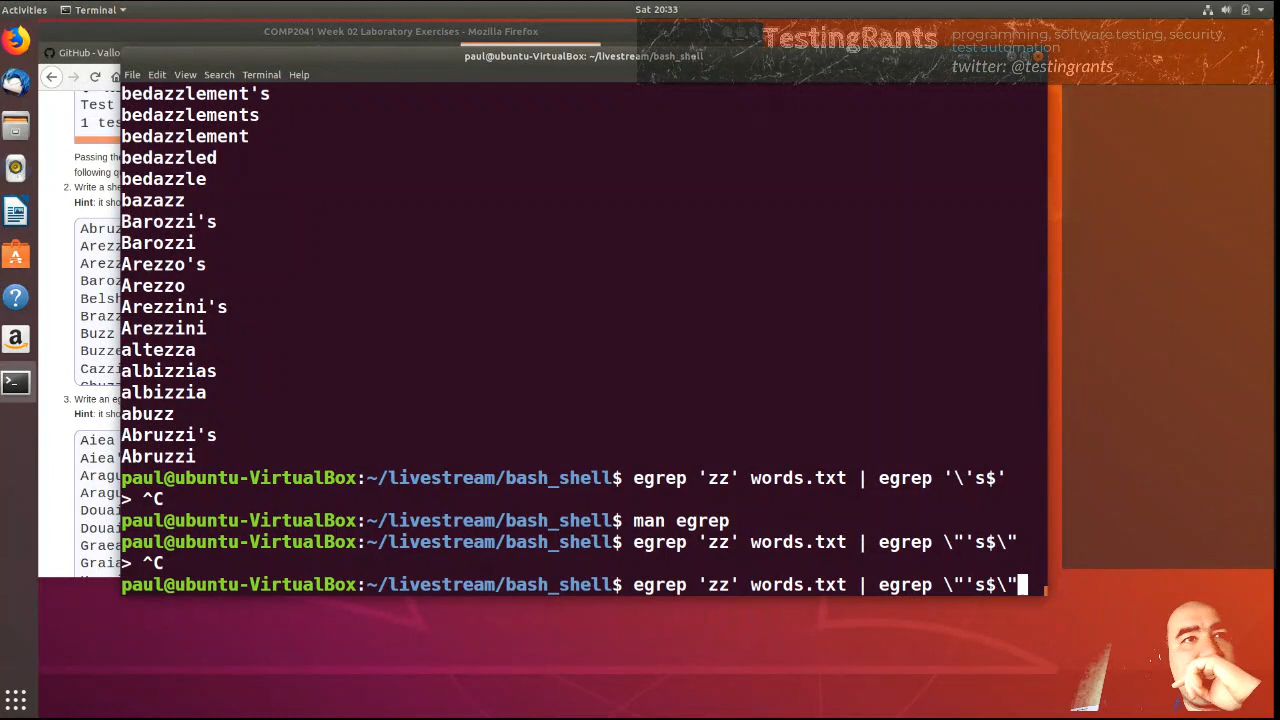 Activities
Terminal
Sat 20:33
COMP2041 Week 02 Laboratory Exercises - Mozilla Firefox
TestingRants
programming, software testing, security,
test automation
twitter: @testingrants
GitHub - Vallo
paul@ubuntu-VirtualBox: ~/livestream/bash_shell
File Edit View Search Terminal Help
Test
1 tes
Passing the
following q
2. Write a she
Hint: it sho
Abruz
Arezz
Arezz
Baroz
Belsh
Brazz
Buzz
Buzze
Cazzi
3. Write an eg
Hint: it sho
Aiea
Aiea'
Aragu
Aragu
Douai
Douai
Graea
Graia
bedazzlement's
bedazzlements
bedazzlement
bedazzled
bedazzle
bazazz
Barozzi's
Barozzi
Arezzo's
Arezzo
Arezzini's
Arezzini
altezza
albizzias
albizzia
abuzz
Abruzzi's
Abruzzi
paul@ubuntu-VirtualBox:~/livestream/bash_shell$ egrep 'zz' words.txt | egrep '\'s$'
> ^C
paul@ubuntu-VirtualBox:~/livestream/bash_shell$ man egrep
paul@ubuntu-VirtualBox:~/livestream/bash_shell$ egrep 'zz' words.txt | egrep \"'s$\"
> ^C
paul@ubuntu-VirtualBox:~/livestream/bash_shell$ egrep 'zz' words.txt | egrep \"'s$\"